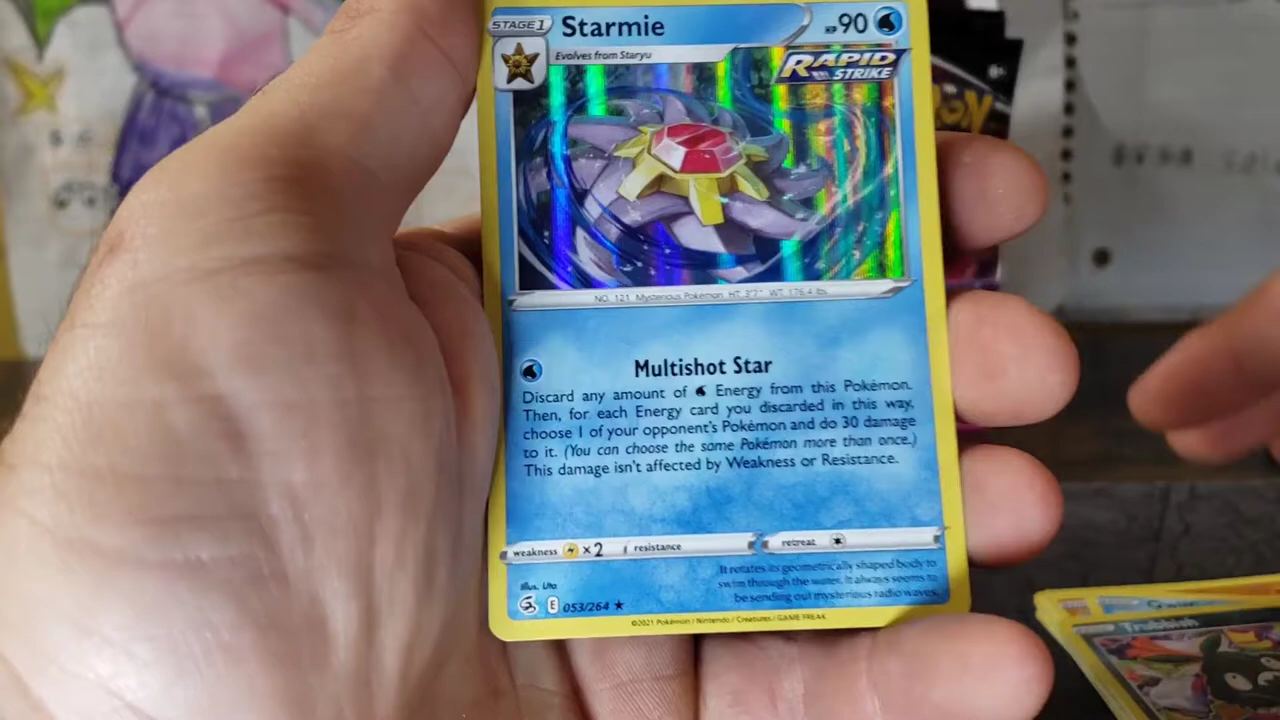 STAGE 1 Starmie HP 90
Evolves from Staryu
RAPID
STRIKE
NO. 121 Mysterious Pokémon HT. 3'7" WT. 176.4 lbs.
Multishot Star
Discard any amount of Energy from this Pokémon.
Then, for each Energy card you discarded in this way,
choose 1 of your opponent's Pokémon and do 30 damage
to it. (You can choose the same Pokémon more than once.)
This damage isn't affected by Weakness or Resistance.
weakness ×2 resistance retreat
It rotates its geometrically shaped body to
swim through the water. It always seems to
be sending out mysterious radio waves.
Illus. Uta
E 053/264 ★
©2021 Pokémon / Nintendo / Creatures / GAME FREAK
Trubbish